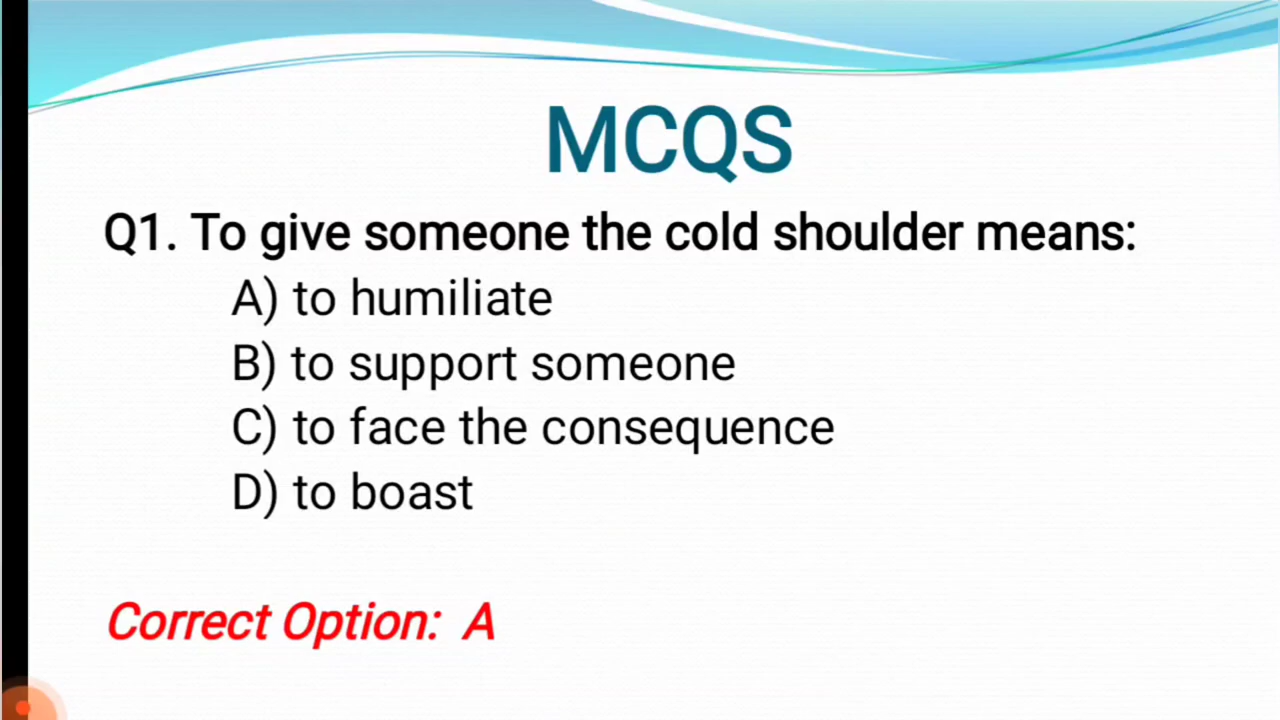 MCQS
Q1. To give someone the cold shoulder means:
A) to humiliate
B) to support someone
C) to face the consequence
D) to boast
Correct Option: A